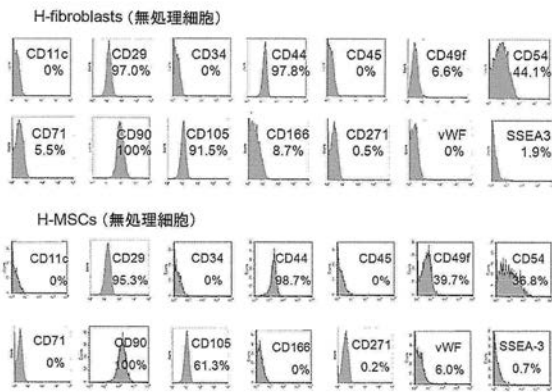 H-fibroblasts (無処理細胞)
CD11c CD29 CD34 CD44 CD45 CD49f CD54
0% 97.0% 0% 97.8% 0% 6.6% 44.1%
CD71 CD90 CD105 CD166 CD271 vWF SSEA3
5.5% 100% 91.5% 8.7% 0.5% 0% 1.9%
H-MSCs (無処理細胞)
CD11c CD29 CD34 CD44 CD45 CD49f CD54
0% 95.3% 0% 98.7% 0% 39.7% 36.8%
CD71 CD90 CD105 CD166 CD271 vWF SSEA-3
0% 100% 61.3% 0% 0.2% 6.0% 0.7%